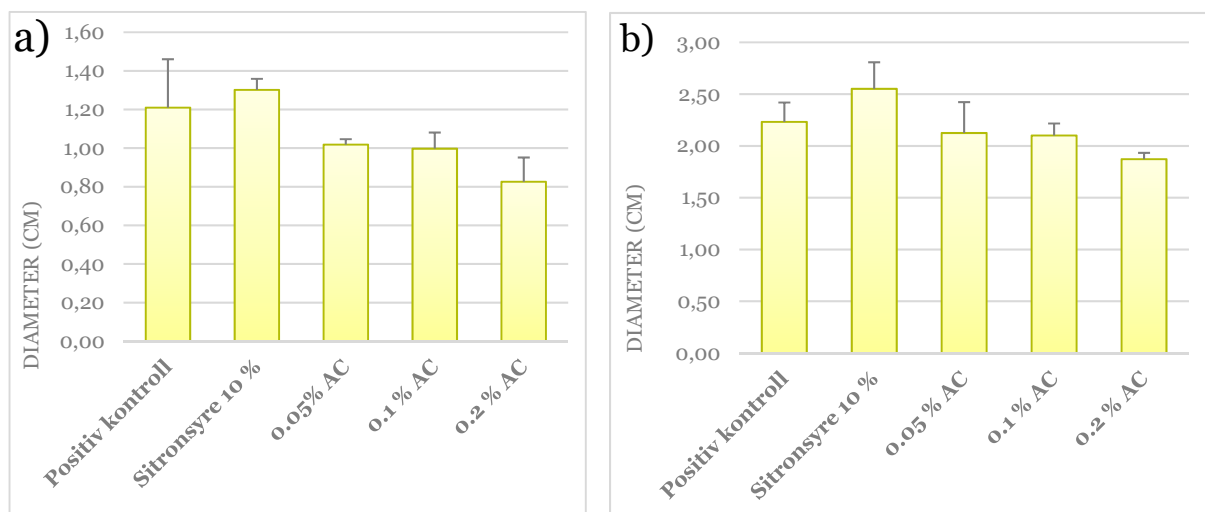 a)
DIAMETER (CM)
1,60
1,40
1,20
1,00
0,80
0,60
0,40
0,20
0,00
Positiv kontroll
Sitronsyre 10 %
0.05% AC
0.1 % AC
0.2 % AC
b)
DIAMETER (CM)
3,00
2,50
2,00
1,50
1,00
0,50
0,00
Positiv kontroll
Sitronsyre 10 %
0.05 % AC
0.1 % AC
0.2 % AC